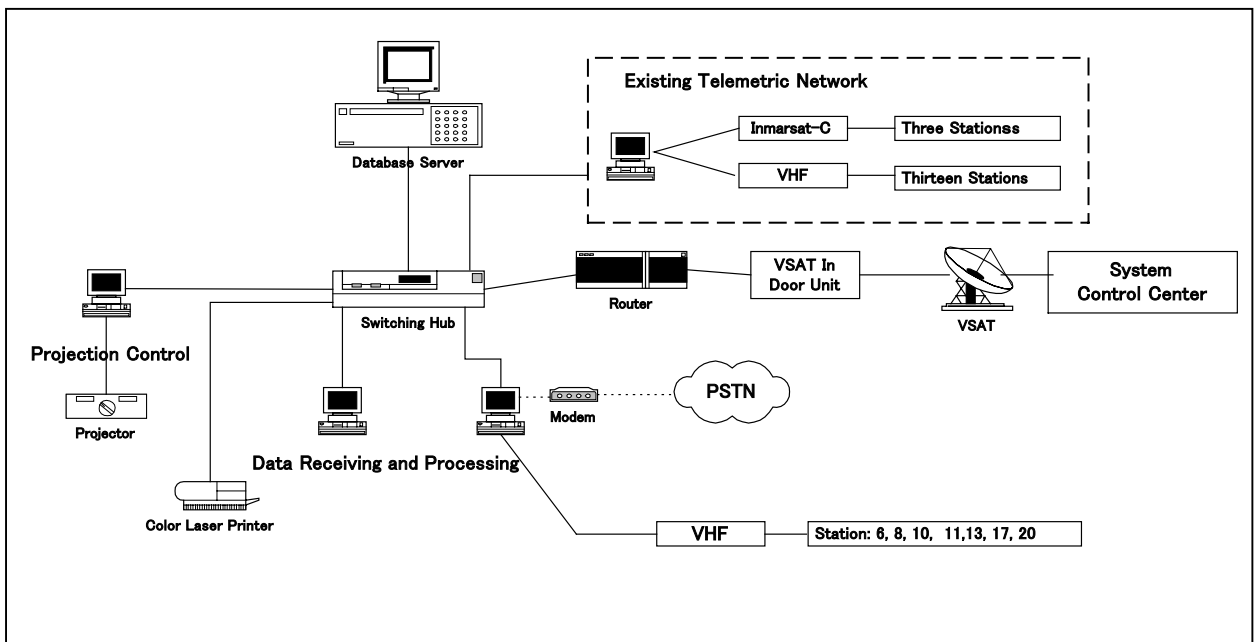 Existing Telemetric Network
Inmarsat-C
Three Stationss
VHF
Thirteen Stations
Database Server
Switching Hub
Router
VSAT In
Door Unit
VSAT
System
Control Center
Projection Control
Projector
Color Laser Printer
Data Receiving and Processing
Modem
PSTN
VHF
Station: 6, 8, 10, 11,13, 17, 20